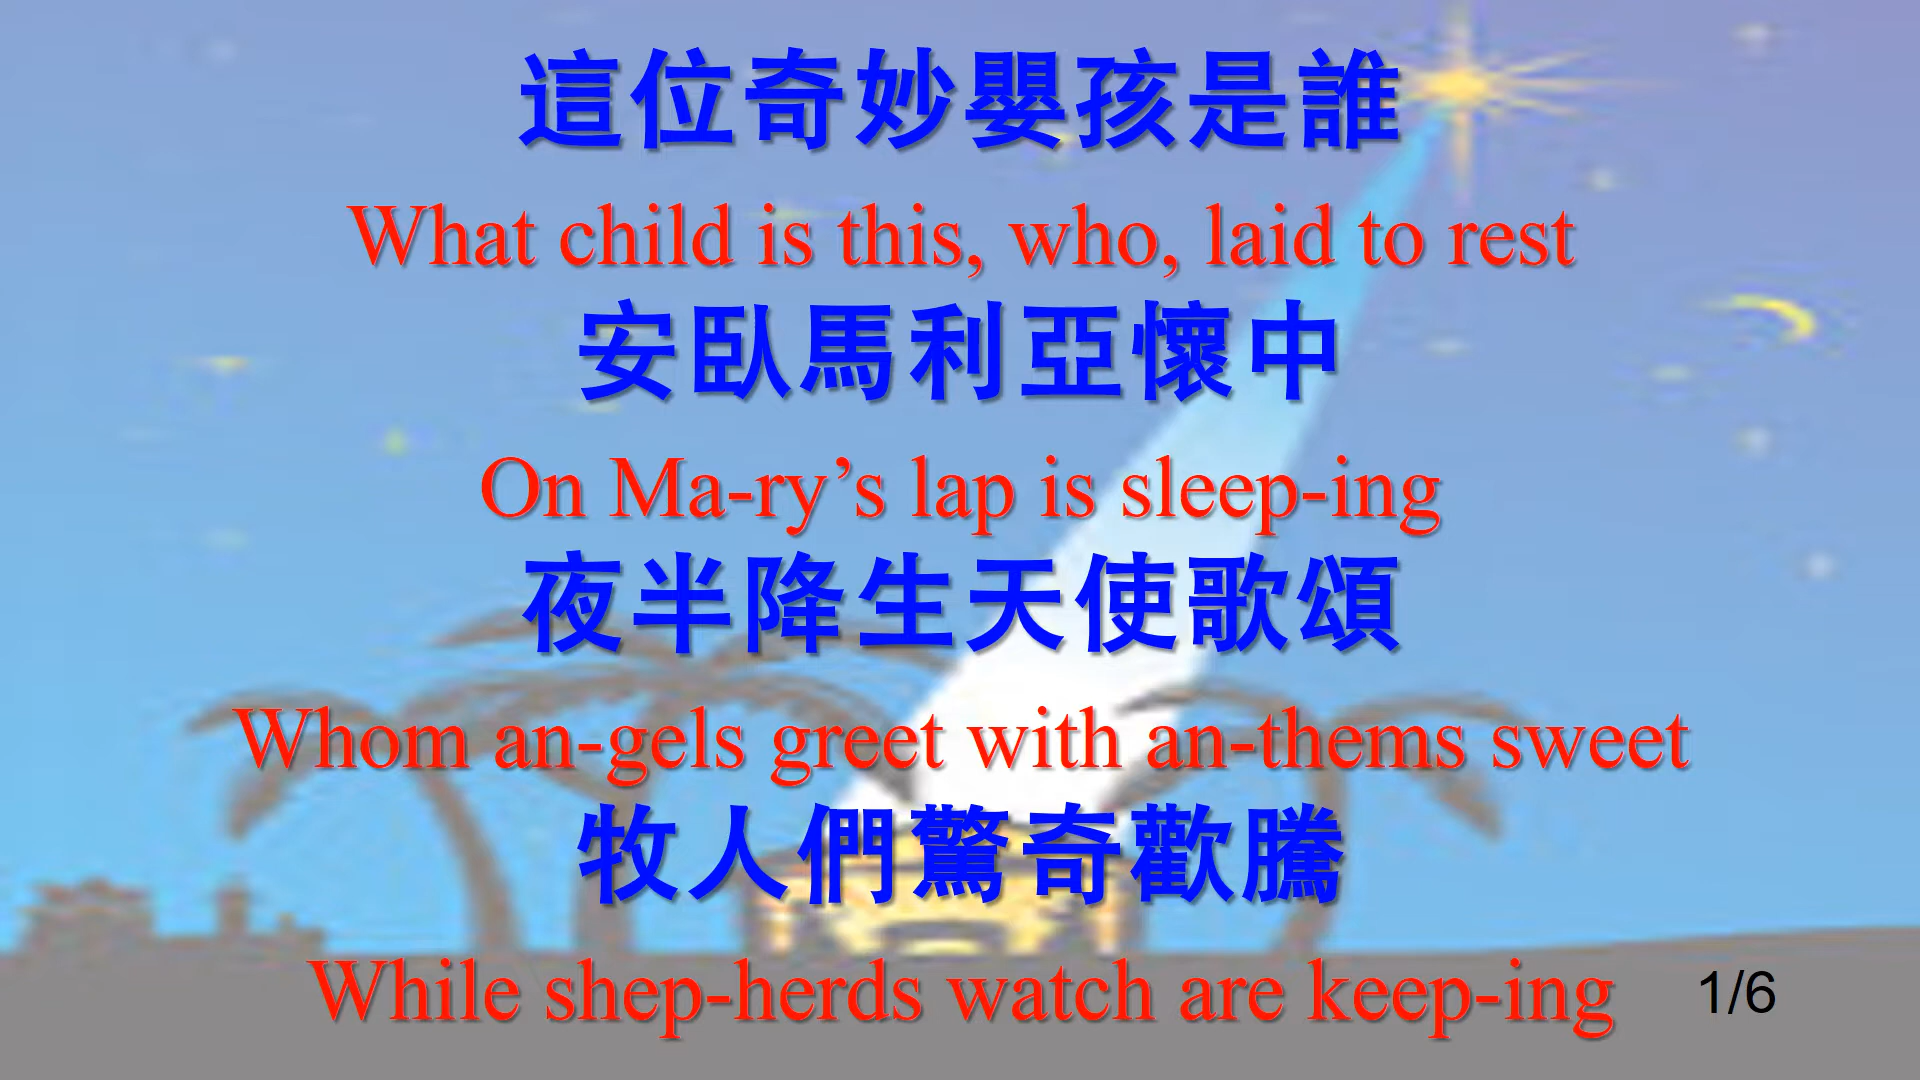 這位奇妙嬰孩是誰
What child is this, who, laid to rest
安臥馬利亞懷中
On Ma-ry’s lap is sleep-ing
夜半降生天使歌頌
Whom an-gels greet with an-thems sweet
牧人們驚奇歡騰
While shep-herds watch are keep-ing
1/6